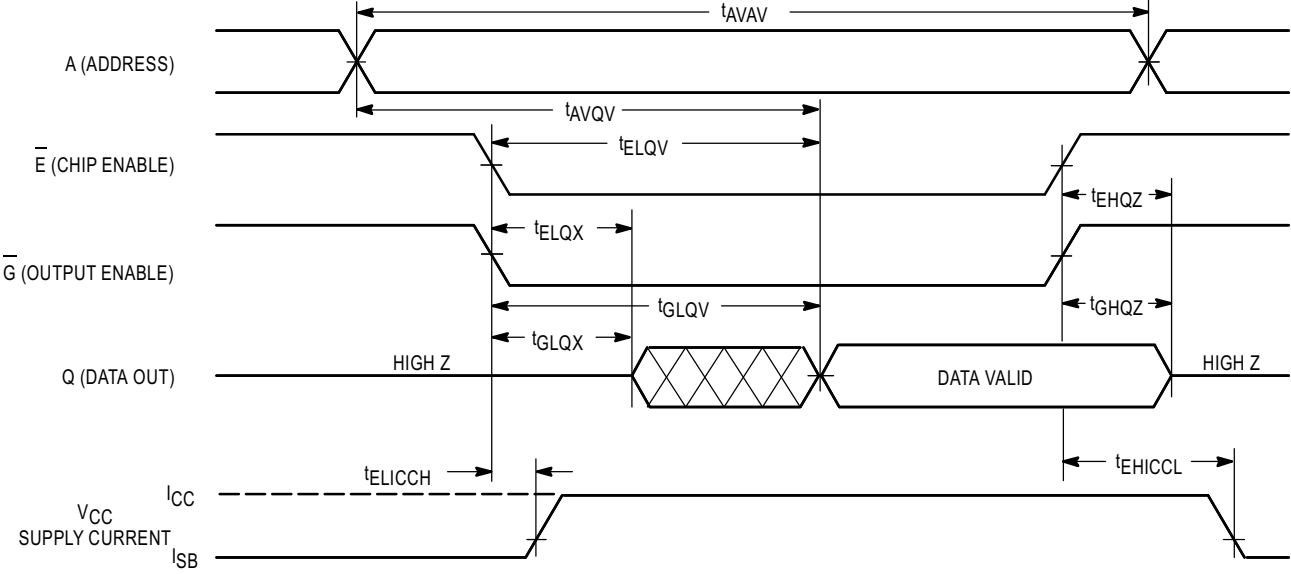 tAVAV
A (ADDRESS)
tAVQV
tELQV
E (CHIP ENABLE)
tEHQZ
tELQX
G (OUTPUT ENABLE)
tGLQV
tGHQZ
tGLQX
HIGH Z
HIGH Z
Q (DATA OUT)
DATA VALID
tELICCH
tEHICCL
ICC
VCC
SUPPLY CURRENT
ISB